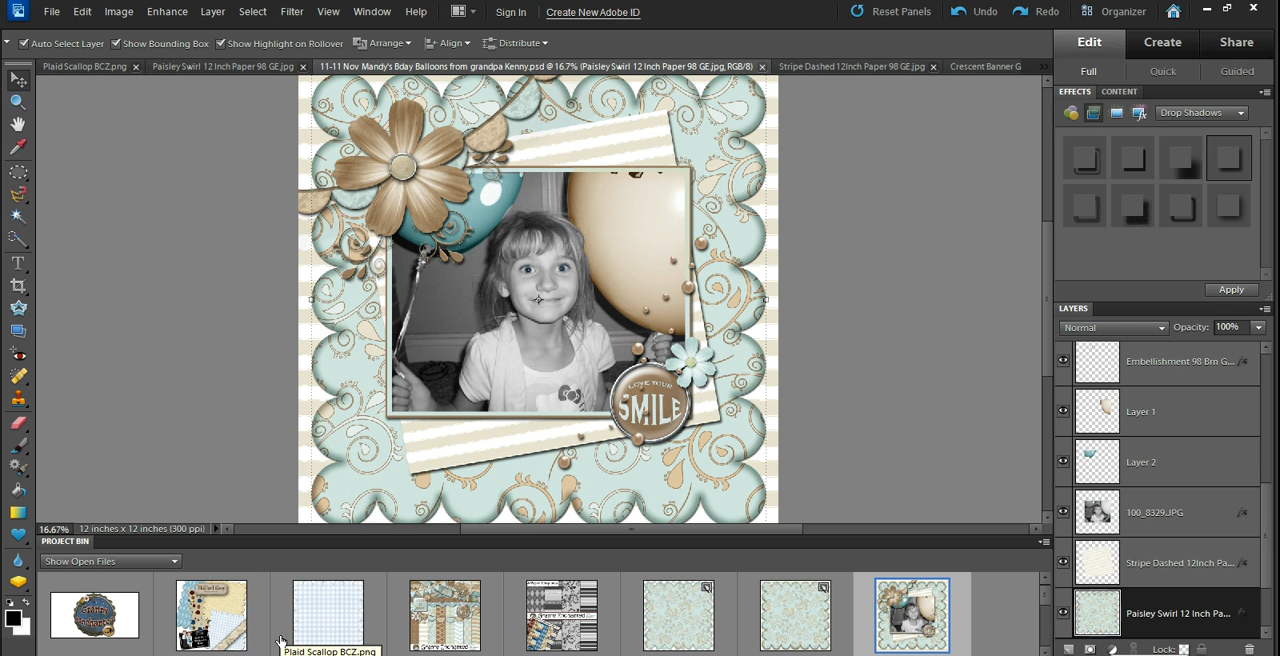 File Edit Image Enhance Layer Select Filter View Window Help Sign In Create New Adobe ID Reset Panels Undo Redo Organizer
Auto Select Layer Show Bounding Box Show Highlight on Rollover Arrange Align Distribute
Edit Create Share
Plaid Scallop BCZ.png Paisley Swirl 12 Inch Paper 98 GE.jpg 11-11 Nov Mandy's Bday Balloons from grandpa Kenny.psd @ 16.7% (Paisley Swirl 12 Inch Paper 98 GE.jpg, RGB/8) Stripe Dashed 12Inch Paper 98 GE.jpg Crescent Banner G
Full Quick Guided
EFFECTS CONTENT
Drop Shadows
Apply
LAYERS
Normal Opacity: 100%
Embellishment 98 Brn G...
Layer 1
Layer 2
100_8329.JPG
Stripe Dashed 12Inch Pa...
Paisley Swirl 12 Inch Pa...
Lock:
LOVE YOUR
SMILE
16.67% 12 inches x 12 inches (300 ppi)
PROJECT BIN
Show Open Files
Granny Enchanted
Plaid Scallop BCZ.png